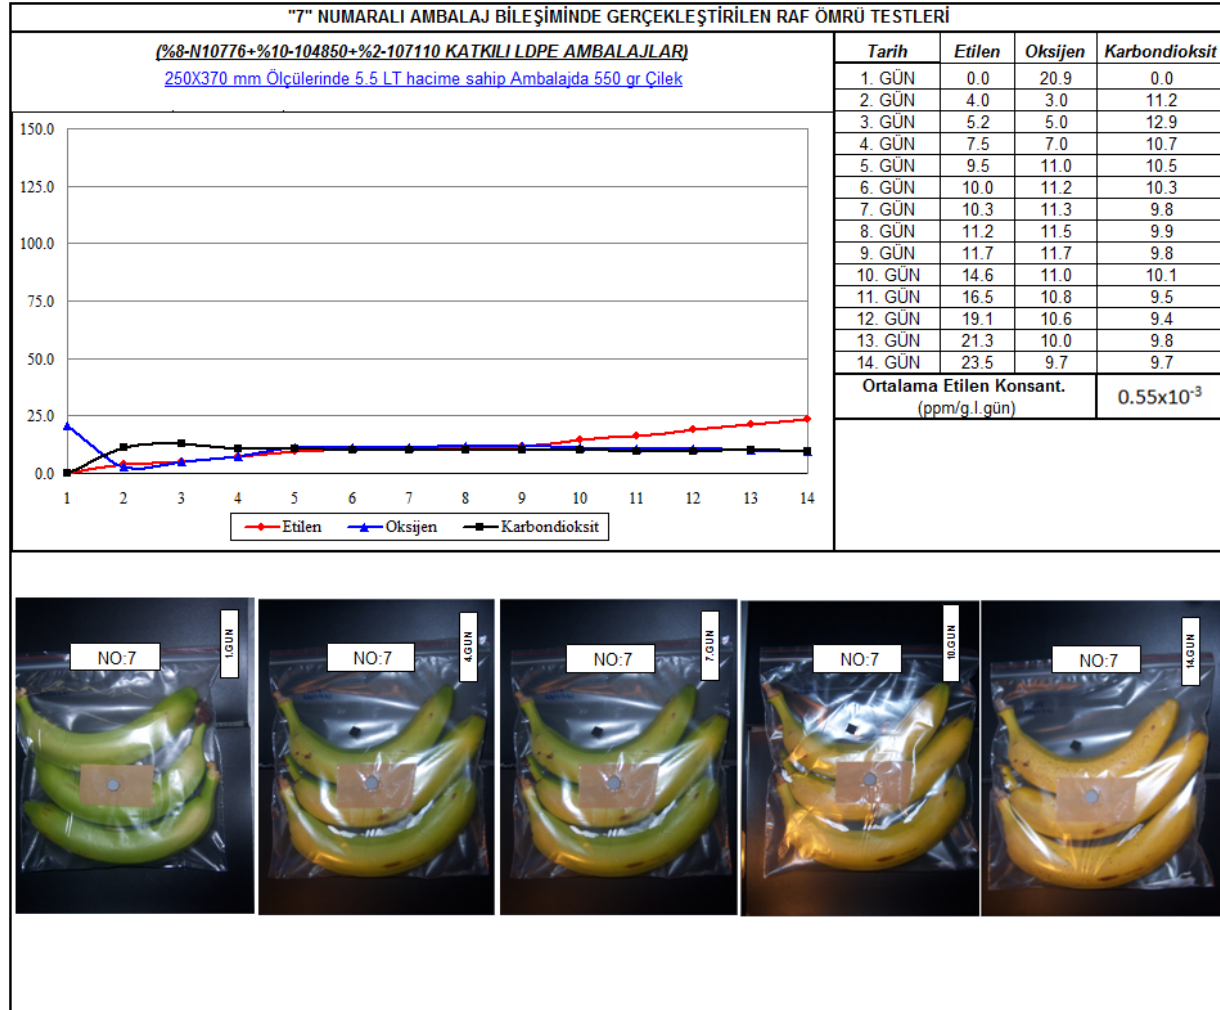 "7" NUMARALI AMBALAJ BİLEŞİMİNDE GERÇEKLEŞTİRİLEN RAF ÖMRÜ TESTLERİ
(%8-N10776+%10-104850+%2-107110 KATKILI LDPE AMBALAJLAR)
250X370 mm Ölçülerinde 5.5 LT hacime sahip Ambalajda 550 gr Çilek
150.0
125.0
100.0
75.0
50.0
25.0
0.0
1 2 3 4 5 6 7 8 9 10 11 12 13 14
Etilen Oksijen Karbondioksit
Tarih Etilen Oksijen Karbondioksit
1. GÜN 0.0 20.9 0.0
2. GÜN 4.0 3.0 11.2
3. GÜN 5.2 5.0 12.9
4. GÜN 7.5 7.0 10.7
5. GÜN 9.5 11.0 10.5
6. GÜN 10.0 11.2 10.3
7. GÜN 10.3 11.3 9.8
8. GÜN 11.2 11.5 9.9
9. GÜN 11.7 11.7 9.8
10. GÜN 14.6 11.0 10.1
11. GÜN 16.5 10.8 9.5
12. GÜN 19.1 10.6 9.4
13. GÜN 21.3 10.0 9.8
14. GÜN 23.5 9.7 9.7
Ortalama Etilen Konsant.
(ppm/g.l.gün)
0.55x10⁻³
NO:7
1.GUN
NO:7
4.GUN
NO:7
7.GUN
NO:7
10.GUN
NO:7
14.GUN